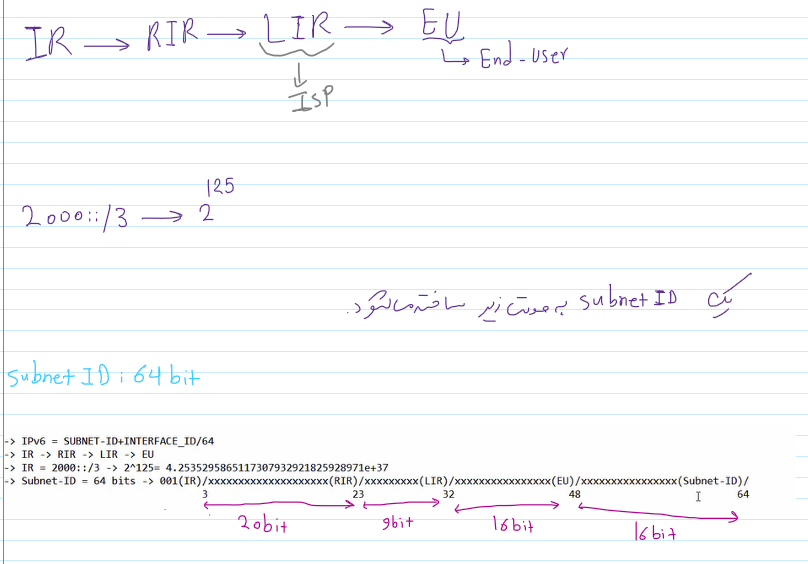 IR → RIR → LIR → EU
↳ End-User
ISP
2000::/3 → 2^125
یک subnet ID به صورت زیر ساخته می‌شود.
Subnet ID : 64 bit
-> IPv6 = SUBNET-ID+INTERFACE_ID/64
-> IR -> RIR -> LIR -> EU
-> IR = 2000::/3 -> 2^125= 4.2535295865117307932921825928971e+37
-> Subnet-ID = 64 bits -> 001(IR)/xxxxxxxxxxxxxxxxxxxx(RIR)/xxxxxxxxx(LIR)/xxxxxxxxxxxxxxxx(EU)/xxxxxxxxxxxxxxxx(Subnet-ID)/
3 23 32 48 64
20bit 9bit 16bit 16bit